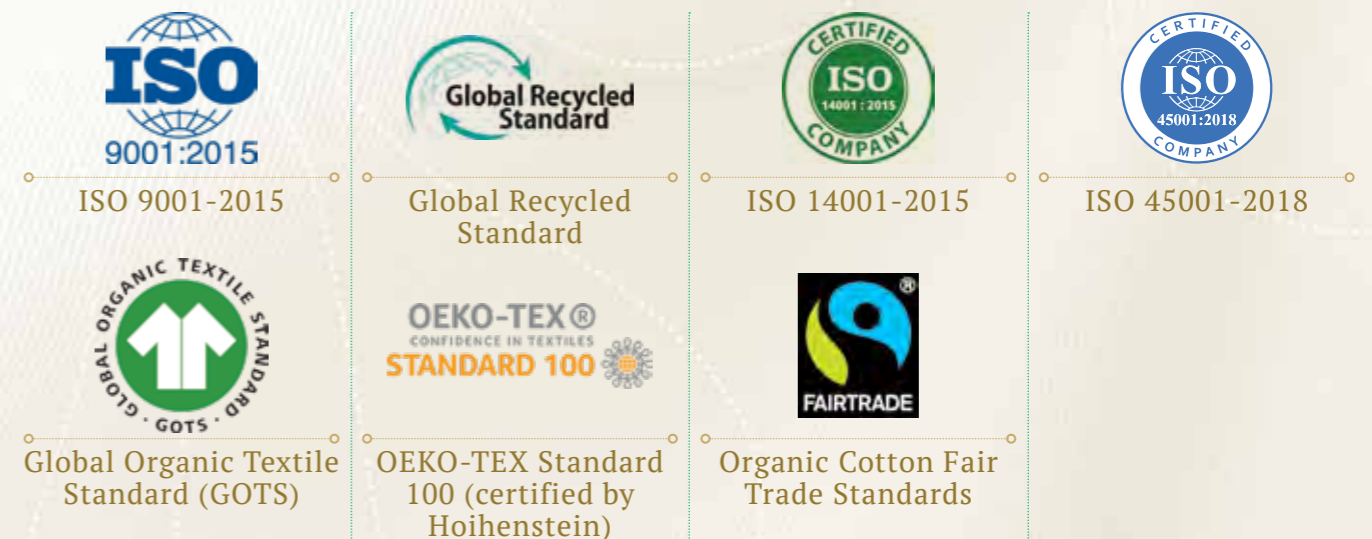 ISO
9001:2015
Global Recycled
Standard
CERTIFIED
ISO
14001:2015
COMPANY
CERTIFIED
ISO
45001:2018
COMPANY
ISO 9001-2015
Global Recycled
Standard
ISO 14001-2015
ISO 45001-2018
GLOBAL ORGANIC TEXTILE STANDARD
· GOTS ·
OEKO-TEX®
CONFIDENCE IN TEXTILES
STANDARD 100
®
FAIRTRADE
Global Organic Textile
Standard (GOTS)
OEKO-TEX Standard
100 (certified by
Hoihenstein)
Organic Cotton Fair
Trade Standards